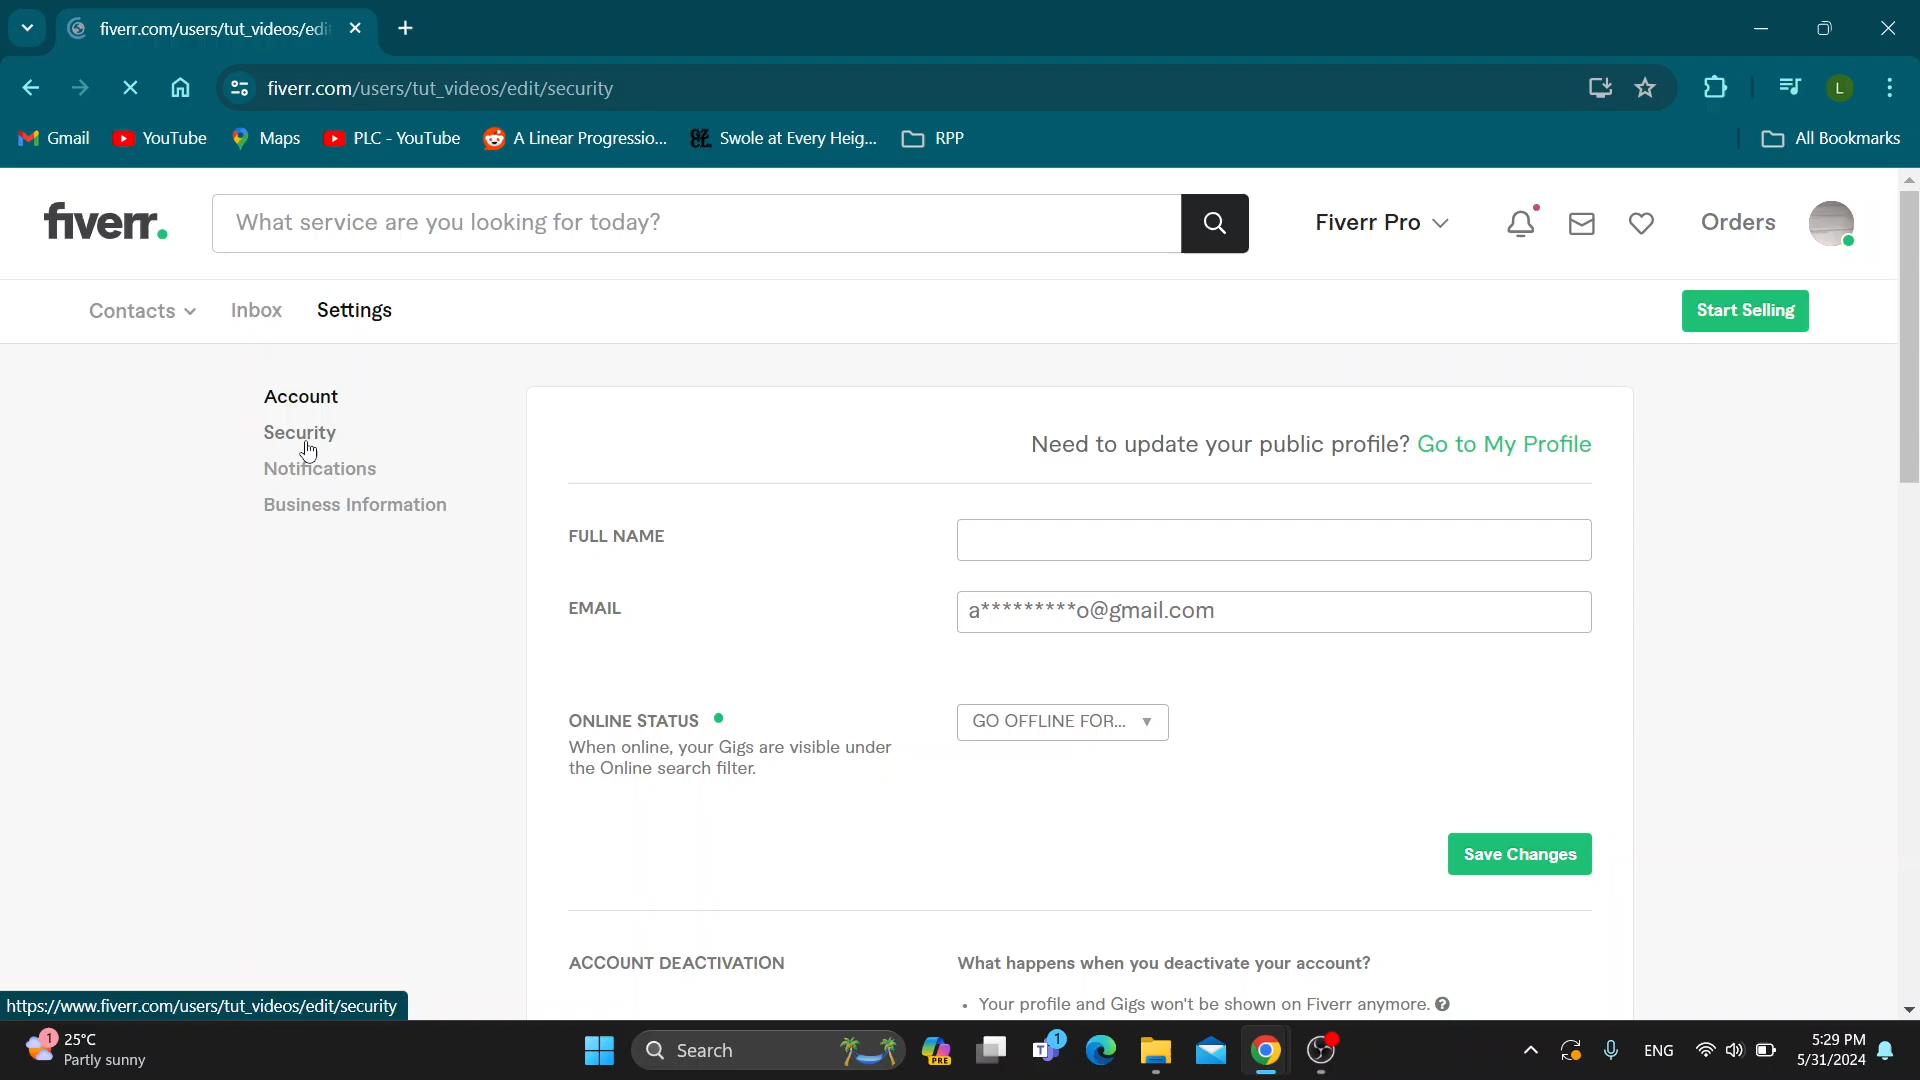 fiverr.com/users/tut_videos/edi
fiverr.com/users/tut_videos/edit/security
L
Gmail
YouTube
Maps
PLC - YouTube
A Linear Progressio...
Swole at Every Heig...
RPP
All Bookmarks
fiverr.
What service are you looking for today?
Fiverr Pro
Orders
Contacts
Inbox
Settings
Start Selling
Account
Security
Notifications
Business Information
Need to update your public profile? Go to My Profile
FULL NAME
EMAIL
a*********o@gmail.com
ONLINE STATUS
GO OFFLINE FOR...
When online, your Gigs are visible under
the Online search filter.
Save Changes
ACCOUNT DEACTIVATION
What happens when you deactivate your account?
• Your profile and Gigs won't be shown on Fiverr anymore. ?
https://www.fiverr.com/users/tut_videos/edit/security
1
25°C
Partly sunny
Search
PRE
1
ENG
5:29 PM
5/31/2024